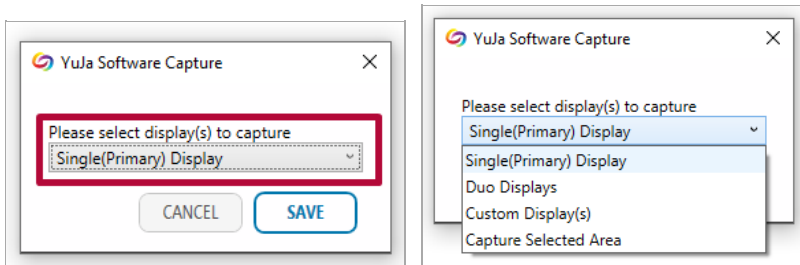 YuJa Software Capture
Please select display(s) to capture
Single(Primary) Display
CANCEL
SAVE
YuJa Software Capture
Please select display(s) to capture
Single(Primary) Display
Single(Primary) Display
Duo Displays
Custom Display(s)
Capture Selected Area